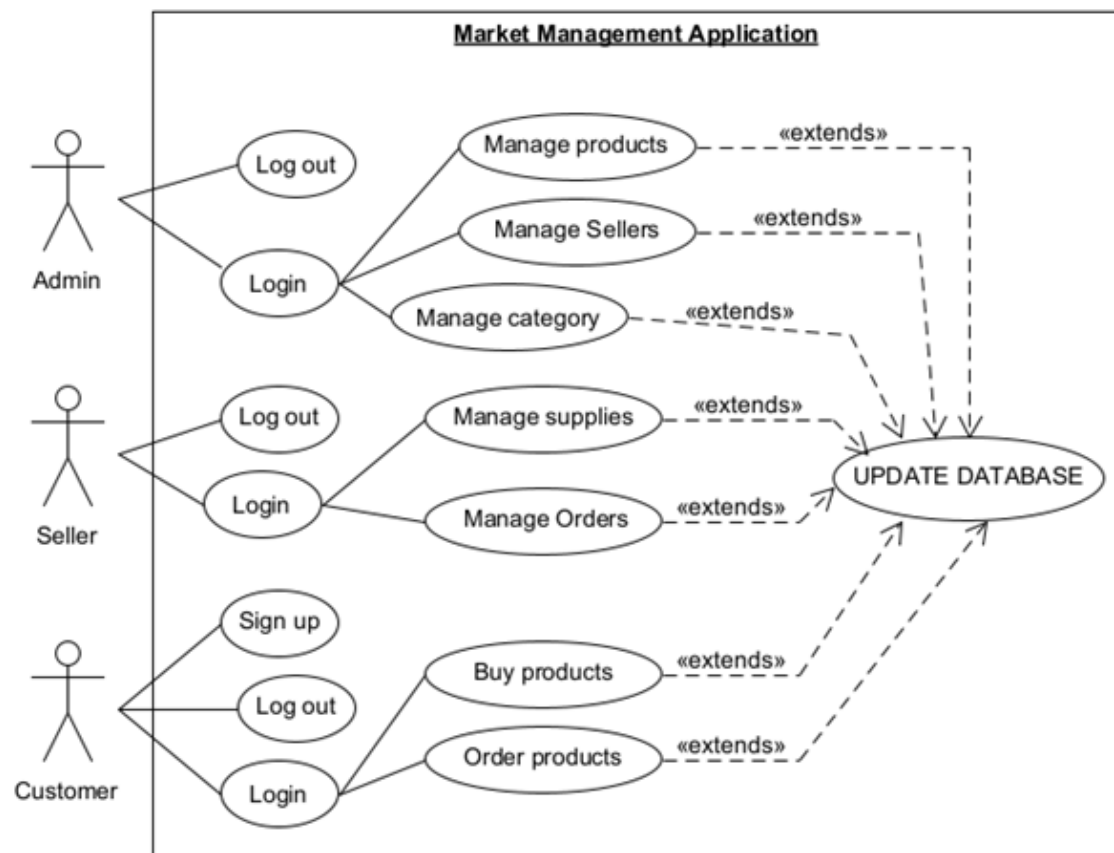 Market Management Application
Manage products
«extends»
Log out
Manage Sellers
«extends»
Admin
Login
Manage category
«extends»
Log out
Manage supplies
«extends»
UPDATE DATABASE
Login
Manage Orders
«extends»
Seller
Sign up
Buy products
«extends»
Log out
Order products
«extends»
Customer
Login